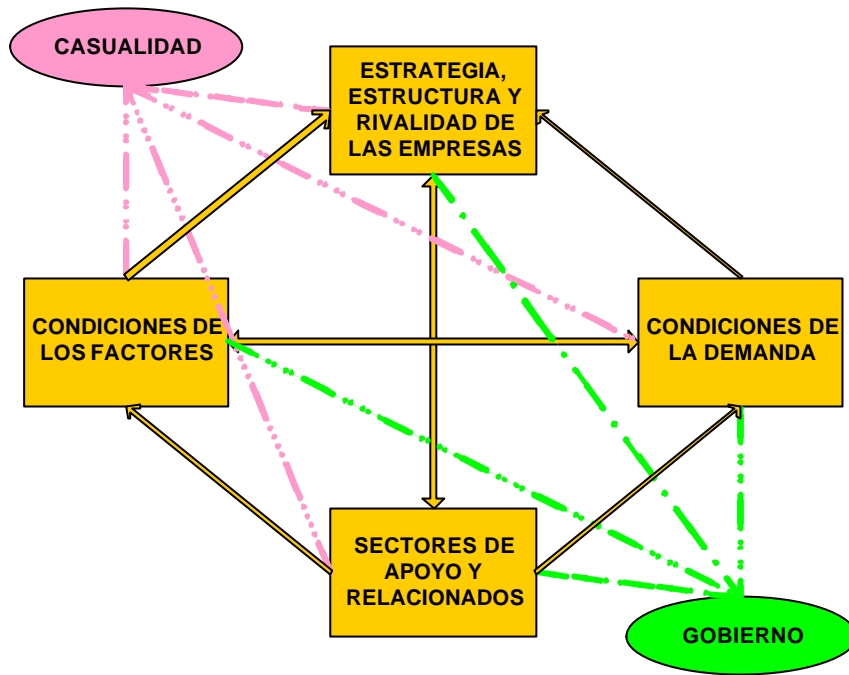 CASUALIDAD
ESTRATEGIA,
ESTRUCTURA Y
RIVALIDAD DE
LAS EMPRESAS
CONDICIONES DE
LOS FACTORES
CONDICIONES DE
LA DEMANDA
SECTORES DE
APOYO Y
RELACIONADOS
GOBIERNO